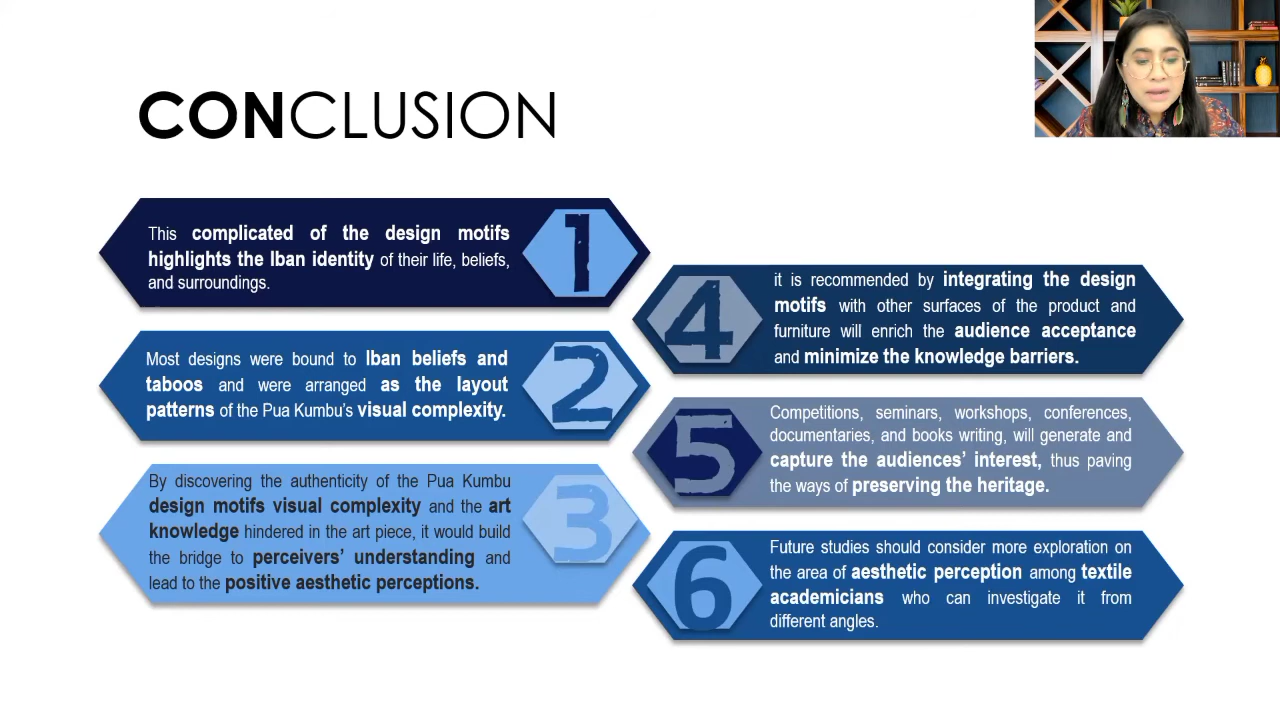 CONCLUSION
This complicated of the design motifs
highlights the Iban identity of their life, beliefs,
and surroundings.
1
Most designs were bound to Iban beliefs and
taboos and were arranged as the layout
patterns of the Pua Kumbu's visual complexity.
2
By discovering the authenticity of the Pua Kumbu
design motifs visual complexity and the art
knowledge hindered in the art piece, it would build
the bridge to perceivers' understanding and
lead to the positive aesthetic perceptions.
3
4
it is recommended by integrating the design
motifs with other surfaces of the product and
furniture will enrich the audience acceptance
and minimize the knowledge barriers.
5
Competitions, seminars, workshops, conferences,
documentaries, and books writing, will generate and
capture the audiences' interest, thus paving
the ways of preserving the heritage.
6
Future studies should consider more exploration on
the area of aesthetic perception among textile
academicians who can investigate it from
different angles.